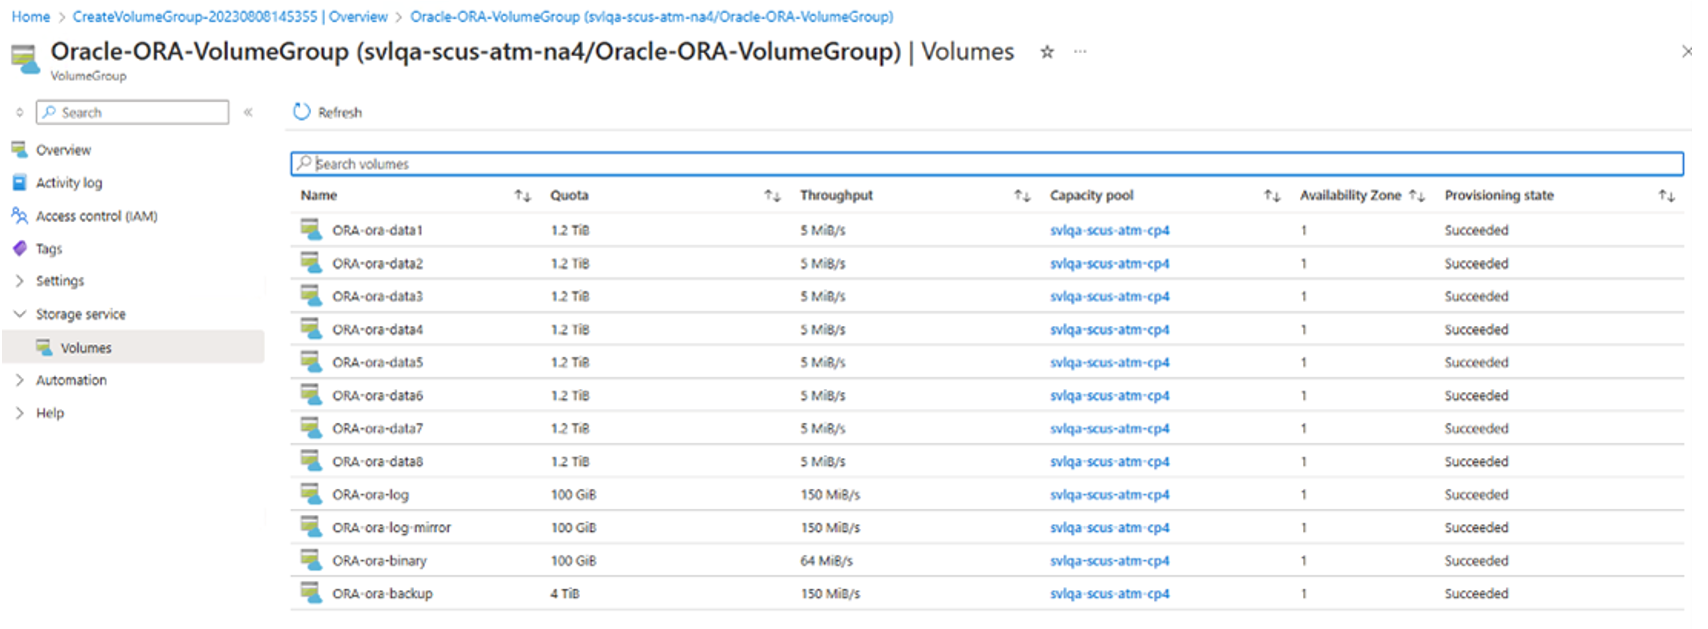 Home > CreateVolumeGroup-20230808145355 | Overview > Oracle-ORA-VolumeGroup (svlqa-scus-atm-na4/Oracle-ORA-VolumeGroup)
Oracle-ORA-VolumeGroup (svlqa-scus-atm-na4/Oracle-ORA-VolumeGroup) | Volumes
VolumeGroup
Search
Refresh
Overview
Activity log
Access control (IAM)
Tags
Settings
Storage service
Volumes
Automation
Help
Search volumes
Name Quota Throughput Capacity pool Availability Zone Provisioning state
ORA-ora-data1 1.2 TiB 5 MiB/s svlqa-scus-atm-cp4 1 Succeeded
ORA-ora-data2 1.2 TiB 5 MiB/s svlqa-scus-atm-cp4 1 Succeeded
ORA-ora-data3 1.2 TiB 5 MiB/s svlqa-scus-atm-cp4 1 Succeeded
ORA-ora-data4 1.2 TiB 5 MiB/s svlqa-scus-atm-cp4 1 Succeeded
ORA-ora-data5 1.2 TiB 5 MiB/s svlqa-scus-atm-cp4 1 Succeeded
ORA-ora-data6 1.2 TiB 5 MiB/s svlqa-scus-atm-cp4 1 Succeeded
ORA-ora-data7 1.2 TiB 5 MiB/s svlqa-scus-atm-cp4 1 Succeeded
ORA-ora-data8 1.2 TiB 5 MiB/s svlqa-scus-atm-cp4 1 Succeeded
ORA-ora-log 100 GiB 150 MiB/s svlqa-scus-atm-cp4 1 Succeeded
ORA-ora-log-mirror 100 GiB 150 MiB/s svlqa-scus-atm-cp4 1 Succeeded
ORA-ora-binary 100 GiB 64 MiB/s svlqa-scus-atm-cp4 1 Succeeded
ORA-ora-backup 4 TiB 150 MiB/s svlqa-scus-atm-cp4 1 Succeeded